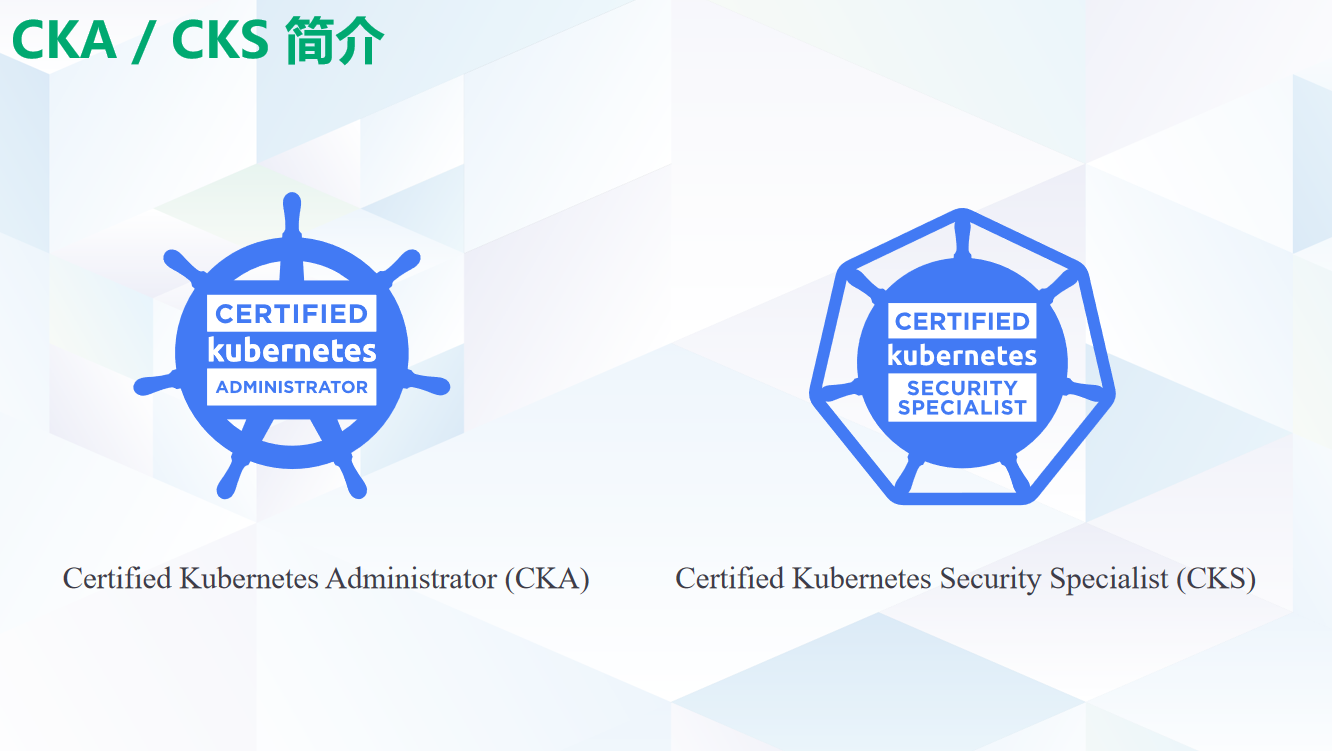 CKA / CKS 简介
CERTIFIED
kubernetes
ADMINISTRATOR
CERTIFIED
kubernetes
SECURITY
SPECIALIST
Certified Kubernetes Administrator (CKA)
Certified Kubernetes Security Specialist (CKS)